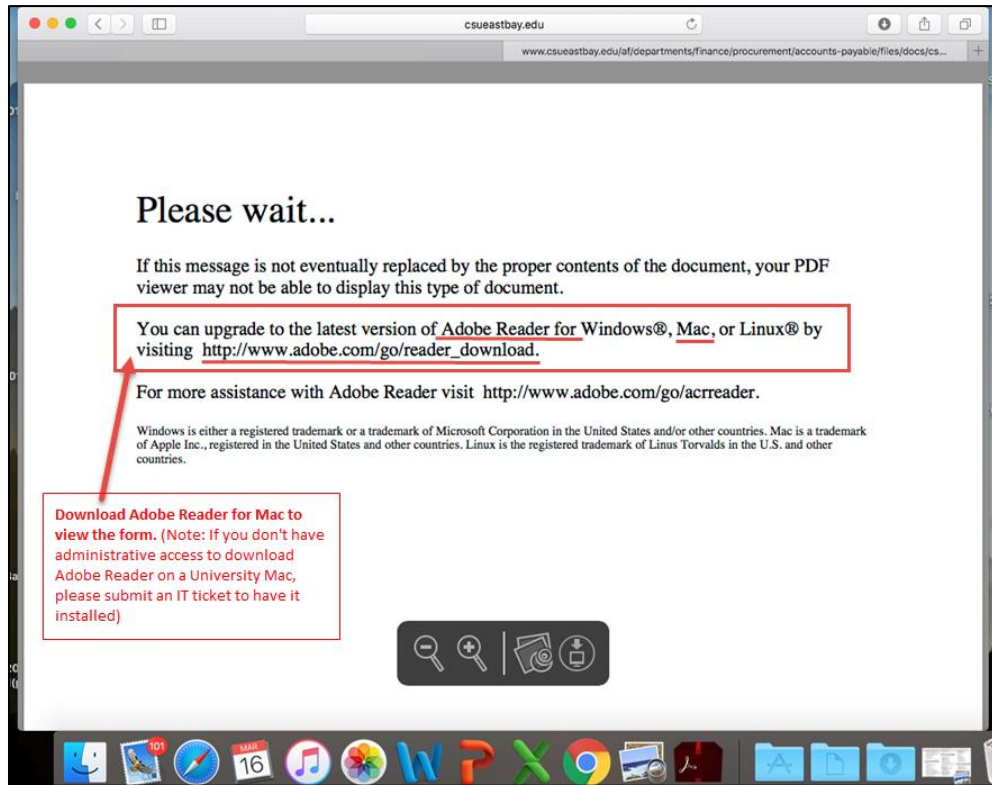 csueastbay.edu
www.csueastbay.edu/af/departments/finance/procurement/accounts-payable/files/docs/cs...
Please wait...
If this message is not eventually replaced by the proper contents of the document, your PDF
viewer may not be able to display this type of document.
You can upgrade to the latest version of Adobe Reader for Windows®, Mac, or Linux® by
visiting http://www.adobe.com/go/reader_download.
For more assistance with Adobe Reader visit http://www.adobe.com/go/acrreader.
Windows is either a registered trademark or a trademark of Microsoft Corporation in the United States and/or other countries. Mac is a trademark
of Apple Inc., registered in the United States and other countries. Linux is the registered trademark of Linus Torvalds in the U.S. and other
countries.
Download Adobe Reader for Mac to
view the form. (Note: If you don't have
administrative access to download
Adobe Reader on a University Mac,
please submit an IT ticket to have it
installed)
101
MAR
16